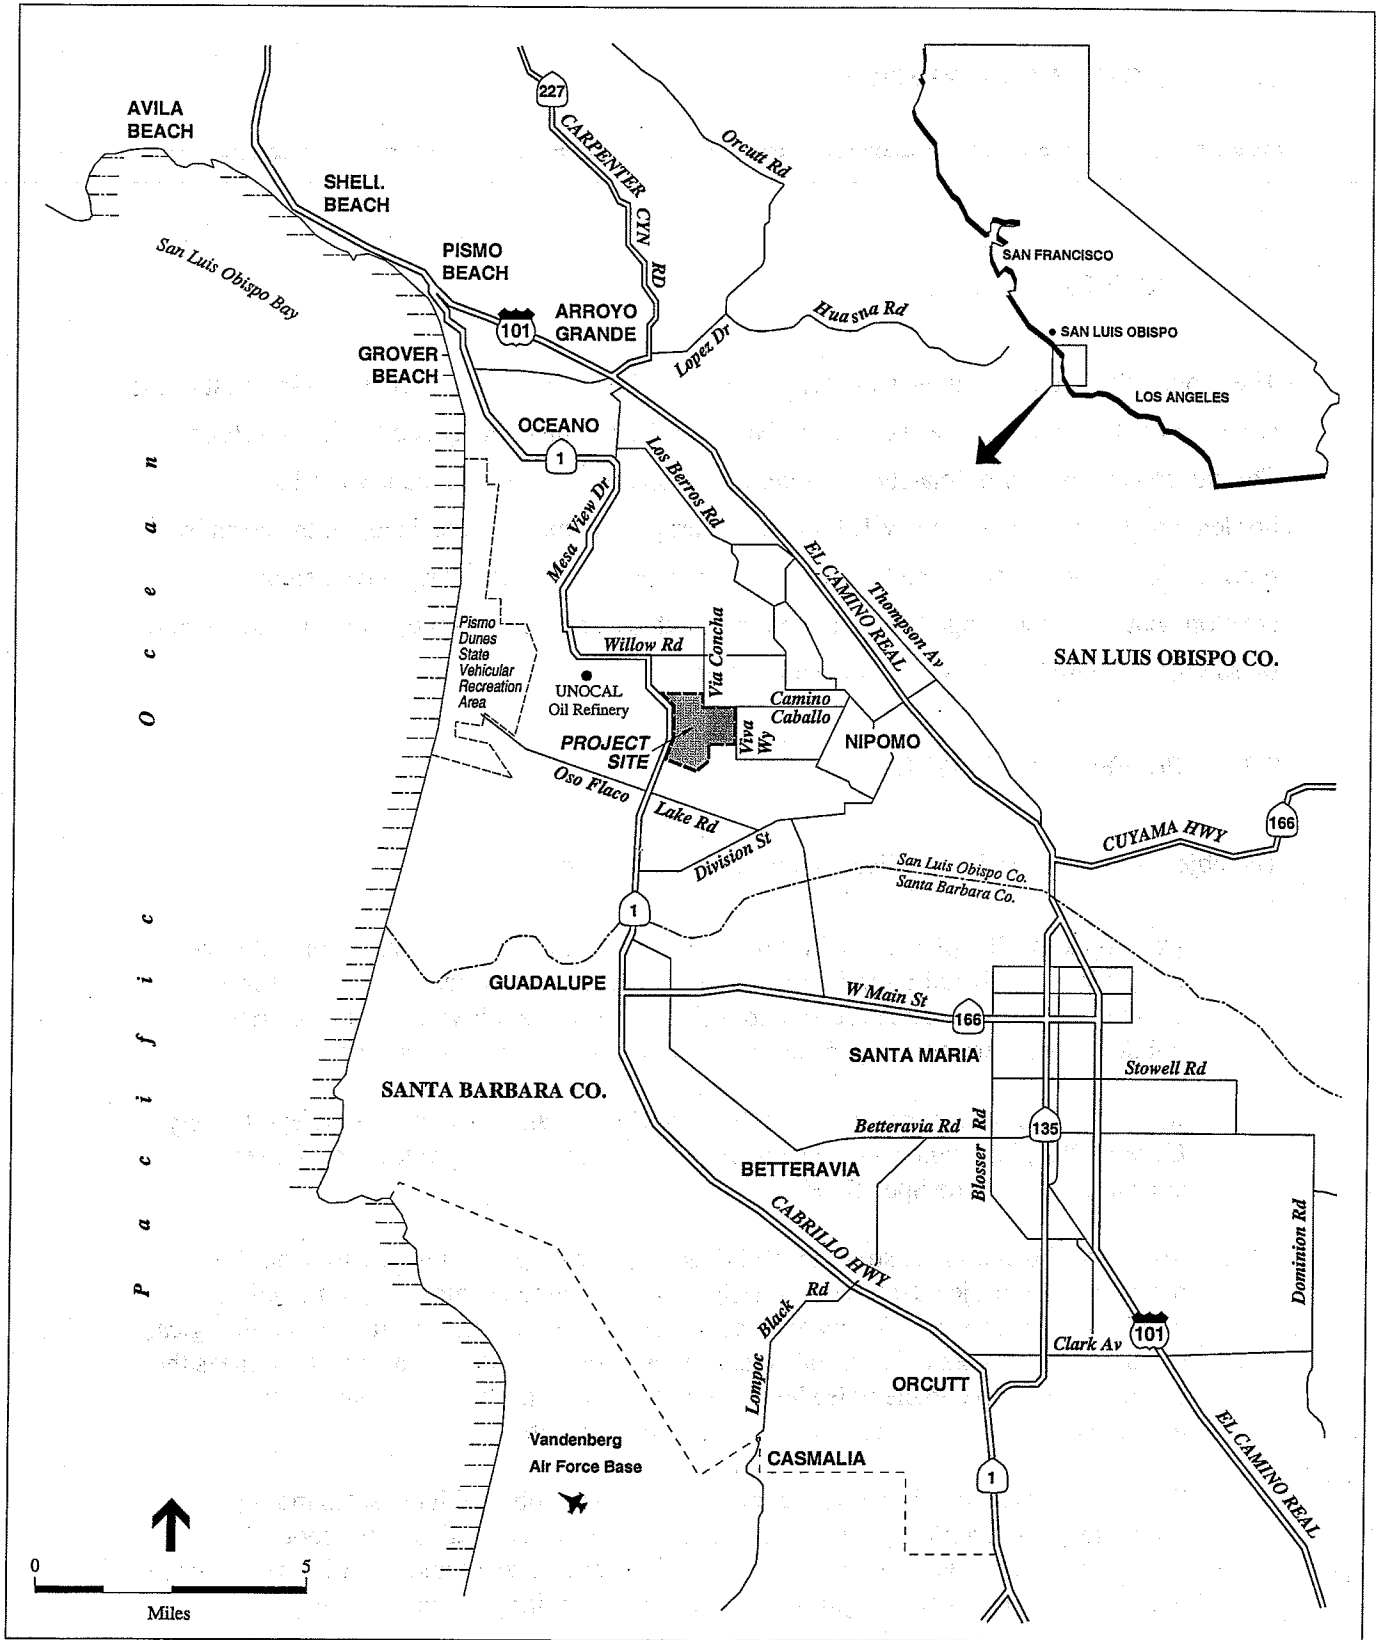 AVILA
BEACH
227
CARPENTER CYN RD
Orcutt Rd
SHELL
BEACH
San Luis Obispo Bay
PISMO
BEACH
101
ARROYO
GRANDE
Huasna Rd
Lopez Dr
GROVER
BEACH
SAN FRANCISCO
SAN LUIS OBISPO
LOS ANGELES
OCEANO
1
Los Berros Rd
Mesa View Dr
EL CAMINO REAL
Thompson Av
Pismo
Dunes
State
Vehicular
Recreation
Area
Willow Rd
Via Concha
SAN LUIS OBISPO CO.
UNOCAL
Oil Refinery
Camino
Caballo
Viva
Wy
NIPOMO
PROJECT
SITE
Oso Flaco Lake Rd
Division St
CUYAMA HWY
166
San Luis Obispo Co.
Santa Barbara Co.
1
GUADALUPE
W Main St
166
SANTA MARIA
Stowell Rd
SANTA BARBARA CO.
Betteravia Rd
Blosser Rd
135
BETTERAVIA
CABRILLO HWY
Dominion Rd
Black Rd
Lompoc
101
Clark Av
ORCUTT
EL CAMINO REAL
Vandenberg
Air Force Base
CASMALIA
1
Pacific Ocean
0 5
Miles